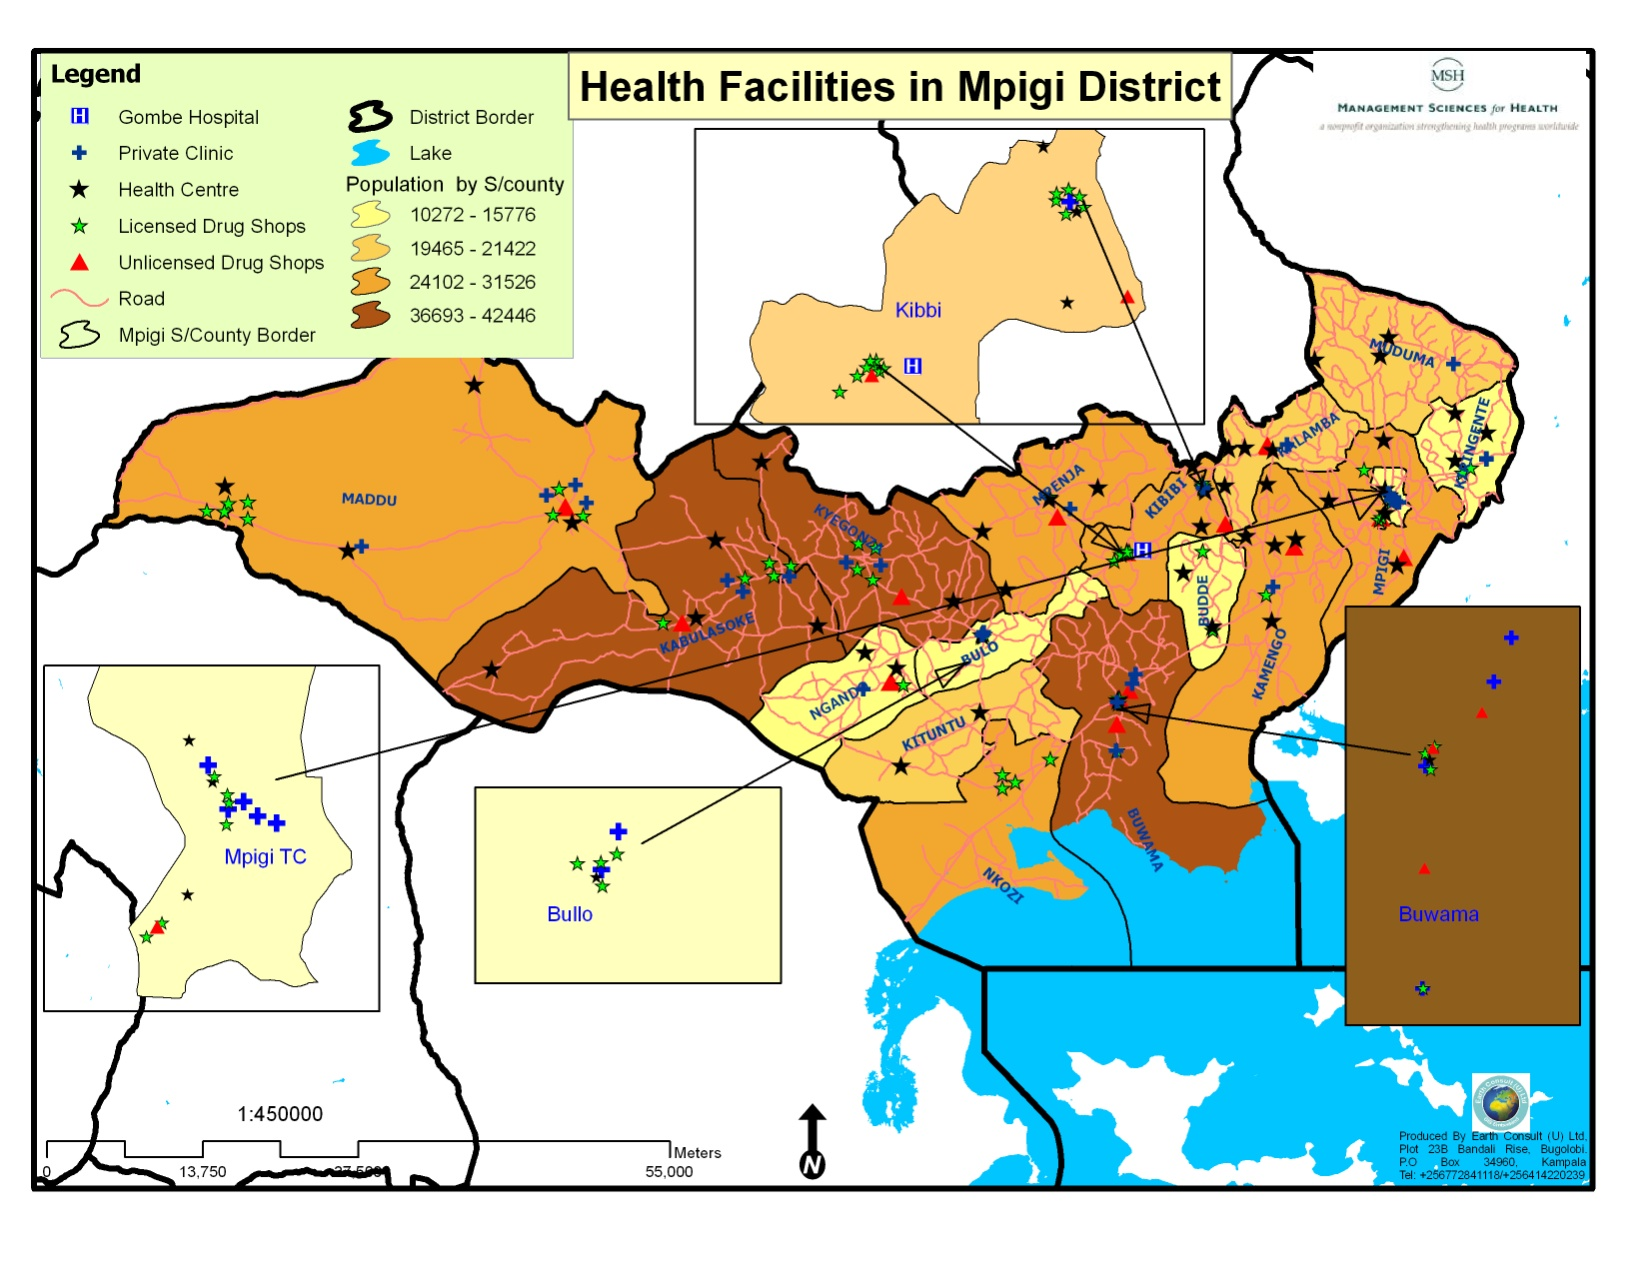 Health Facilities in Mpigi District
Legend
Gombe Hospital
Private Clinic
Health Centre
Licensed Drug Shops
Unlicensed Drug Shops
Road
Mpigi S/County Border
District Border
Lake
Population by S/county
10272 - 15776
19465 - 21422
24102 - 31526
36693 - 42446
MSH
MANAGEMENT SCIENCES for HEALTH
a nonprofit organization strengthening health programs worldwide
Kibbi
H
H
MUDUMA
KIRINGENTE
KALAMBA
MPENJA
KIBIBI
MADDU
KYEGONZA
MPIGI
BUDDE
KABULASOKE
BULO
KAMENGO
NGANDO
KITUNTU
BUWAMA
NKOZI
Mpigi TC
Bullo
Buwama
1:450000
Meters
0
13,750
27,500
55,000
N
Produced By Earth Consult (U) Ltd,
Plot 23B Bandali Rise, Bugolobi.
P.O Box 34960, Kampala
Tel: +256772841118/+256414220239